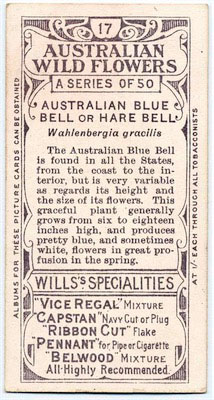 17
AUSTRALIAN
WILD FLOWERS
A SERIES OF 50
AUSTRALIAN BLUE
BELL OR HARE BELL
Wahlenbergia gracilis
The Australian Blue Bell
is found in all the States,
from the coast to the in-
terior, but is very variable
as regards its height and
the size of its flowers. This
graceful plant generally
grows from six to eighteen
inches high, and produces
pretty blue, and sometimes
white, flowers in great pro-
fusion in the spring.
WILLS'S SPECIALITIES
"VICE REGAL" MIXTURE
"CAPSTAN" NAVY CUT or PLUG
"RIBBON CUT" Flake
"PENNANT" for Pipe or Cigarette
"BELWOOD" MIXTURE
All Highly Recommended.
ALBUMS FOR THESE PICTURE CARDS CAN BE OBTAINED
AT 1/- EACH THROUGH ALL TOBACCONISTS